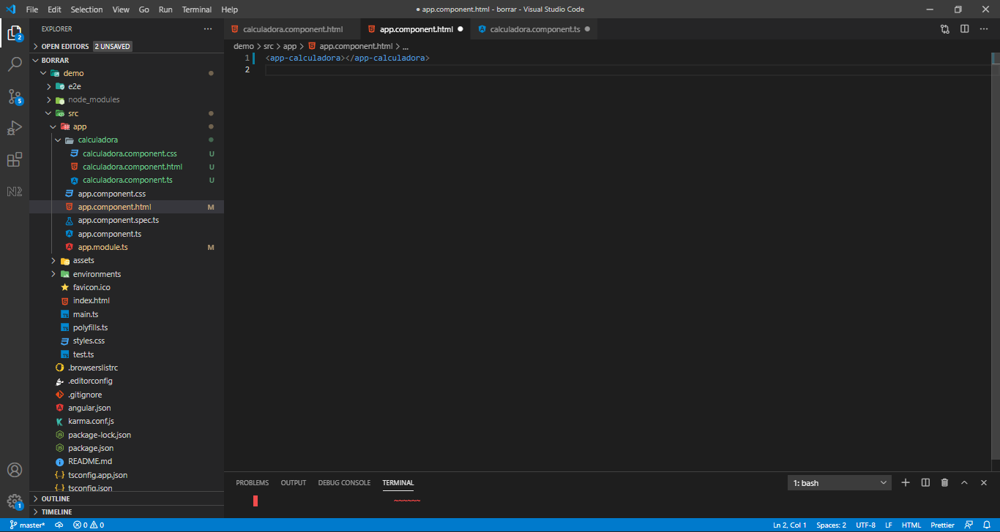 File Edit Selection View Go Run Terminal Help
● app.component.html - borrar - Visual Studio Code
2
5
N2
1
EXPLORER
OPEN EDITORS 2 UNSAVED
BORRAR
demo
e2e
node_modules
src
app
calculadora
calculadora.component.css U
calculadora.component.html U
calculadora.component.ts U
app.component.css
app.component.html M
app.component.spec.ts
app.component.ts
app.module.ts M
assets
environments
favicon.ico
index.html
main.ts
polyfills.ts
styles.css
test.ts
.browserslistrc
.editorconfig
.gitignore
angular.json
karma.conf.js
package-lock.json
package.json
README.md
tsconfig.app.json
tsconfig.json
OUTLINE
TIMELINE
calculadora.component.html app.component.html ● calculadora.component.ts ●
demo > src > app > app.component.html > ...
1 <app-calculadora></app-calculadora>
2
PROBLEMS OUTPUT DEBUG CONSOLE TERMINAL
1: bash
~~~~~~
master* 0 0 Ln 2, Col 1 Spaces: 2 UTF-8 LF HTML Prettier